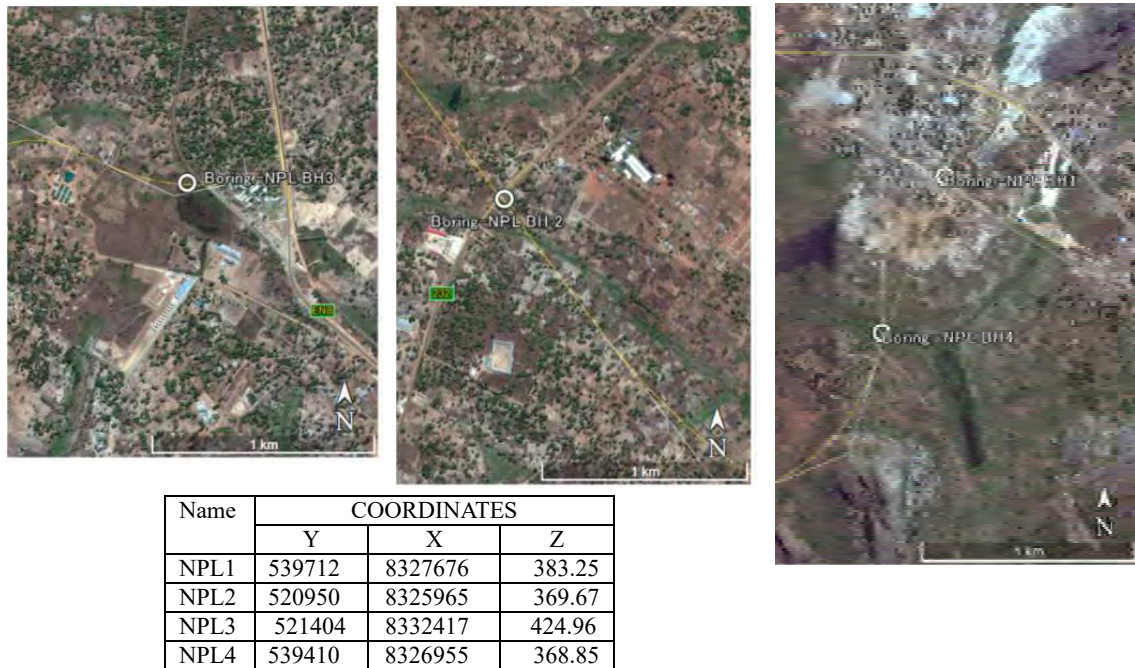 Boring -NPL BH3
EN8
1 km
N
Boring -NPL BH 2
232
1 km
N
Boring -NPL BH1
Boring -NPL BH4
1 km
N
Name COORDINATES
Y X Z
NPL1 539712 8327676 383.25
NPL2 520950 8325965 369.67
NPL3 521404 8332417 424.96
NPL4 539410 8326955 368.85